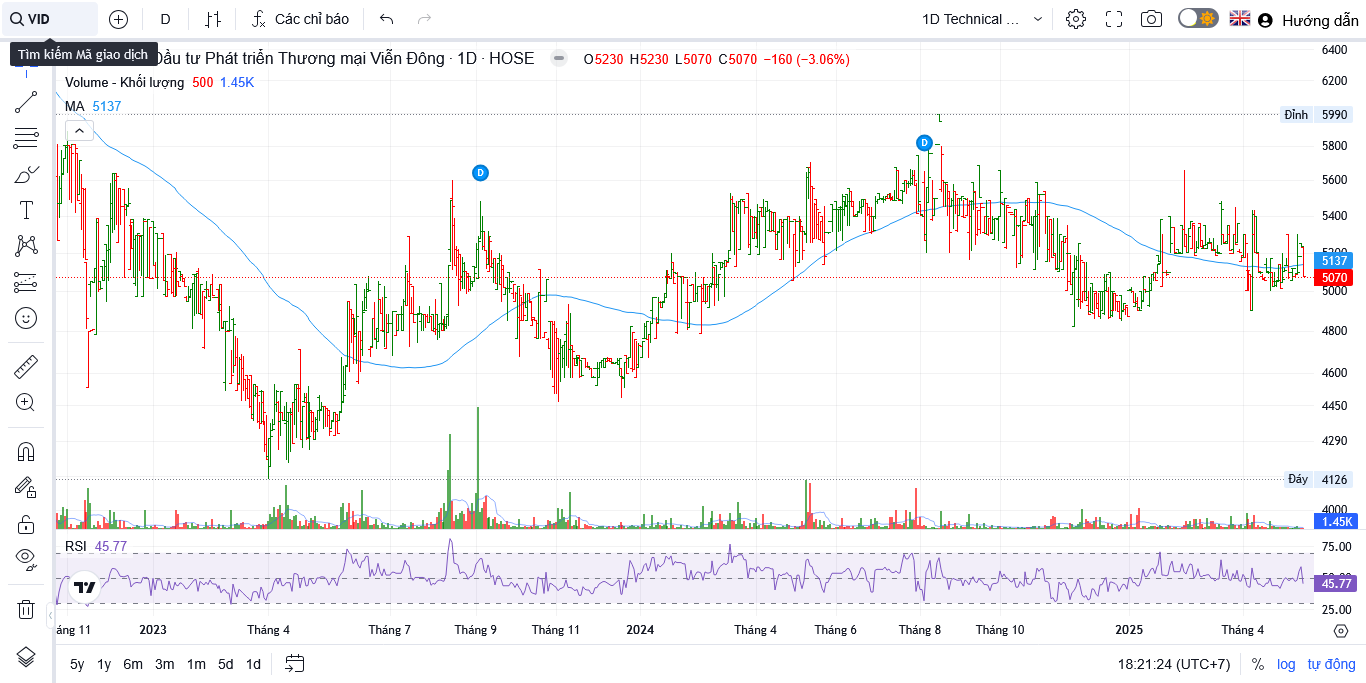 VID D Các chỉ báo 1D Technical ... Hướng dẫn
Tìm kiếm Mã giao dịch
Đầu tư Phát triển Thương mại Viễn Đông · 1D · HOSE O5230 H5230 L5070 C5070 −160 (−3.06%)
Volume - Khối lượng 500 1.45K
MA 5137
6400
6200
Đỉnh 5990
D
5800
D
5600
5400
5200
5137
5070
5000
4800
4600
4450
4290
Đáy 4126
4000
1.45K
RSI 45.77
75.00
45.77
25.00
áng 11 2023 Tháng 4 Tháng 7 Tháng 9 Tháng 11 2024 Tháng 4 Tháng 6 Tháng 8 Tháng 10 2025 Tháng 4
5y 1y 6m 3m 1m 5d 1d 18:21:24 (UTC+7) % log tự động